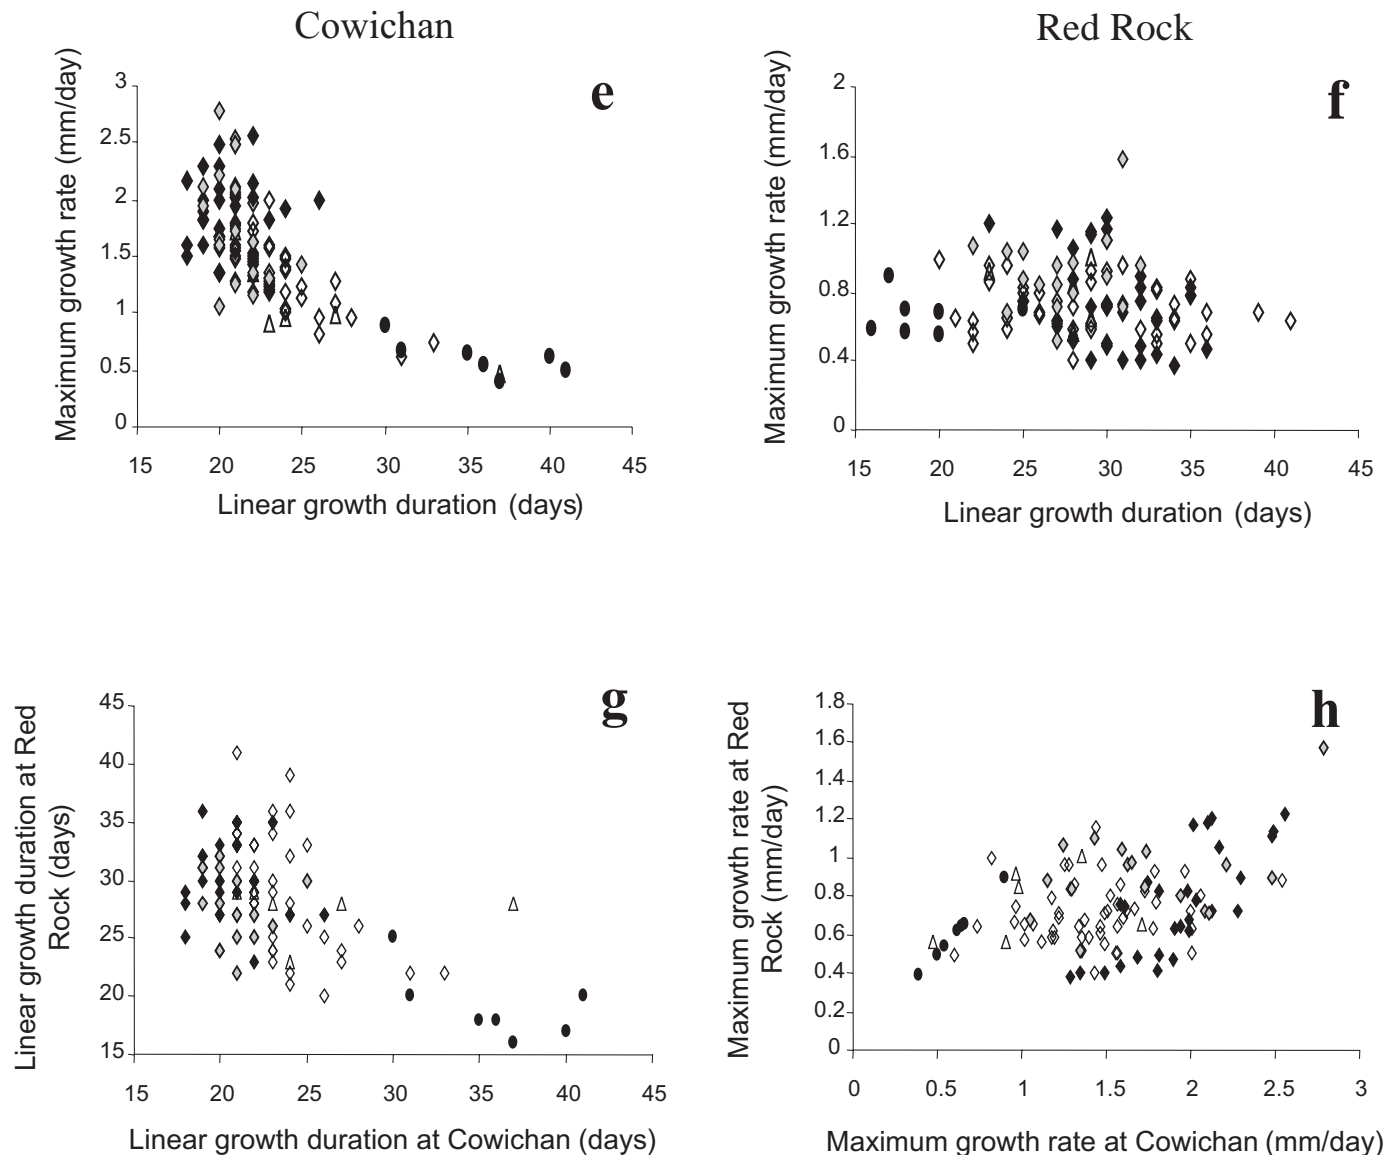 Cowichan
Red Rock
e
Maximum growth rate (mm/day)
3
2.5
2
1.5
1
0.5
0
15 20 25 30 35 40 45
Linear growth duration (days)
f
Maximum growth rate (mm/day)
2
1.6
1.2
0.8
0.4
0
15 20 25 30 35 40 45
Linear growth duration (days)
g
Linear growth duration at Red
Rock (days)
45
40
35
30
25
20
15
15 20 25 30 35 40 45
Linear growth duration at Cowichan (days)
h
Maximum growth rate at Red
Rock (mm/day)
1.8
1.6
1.4
1.2
1
0.8
0.6
0.4
0.2
0
0 0.5 1 1.5 2 2.5 3
Maximum growth rate at Cowichan (mm/day)